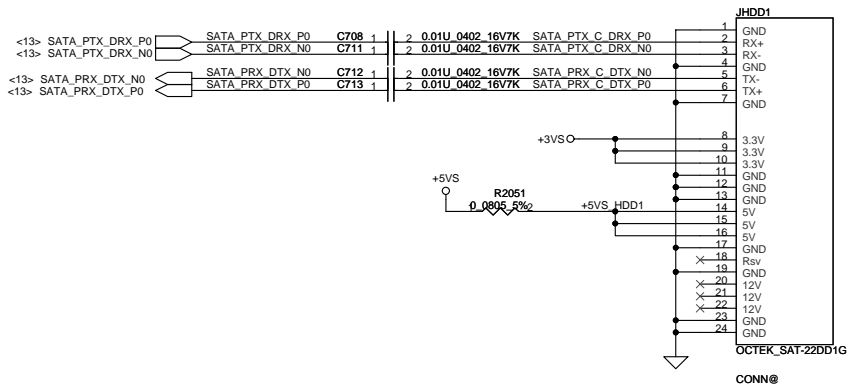 JHDD1
<13> SATA_PTX_DRX_P0 SATA_PTX_DRX_P0 C708 1 2 0.01U_0402_16V7K SATA_PTX_C_DRX_P0
<13> SATA_PTX_DRX_N0 SATA_PTX_DRX_N0 C711 1 2 0.01U_0402_16V7K SATA_PTX_C_DRX_N0
<13> SATA_PRX_DTX_N0 SATA_PRX_DTX_N0 C712 1 2 0.01U_0402_16V7K SATA_PRX_C_DTX_N0
<13> SATA_PRX_DTX_P0 SATA_PRX_DTX_P0 C713 1 2 0.01U_0402_16V7K SATA_PRX_C_DTX_P0
1 GND
2 RX+
3 RX-
4 GND
5 TX-
6 TX+
7 GND
+3VS
8 3.3V
9 3.3V
10 3.3V
11 GND
12 GND
13 GND
+5VS
R2051
1 0_0805_5% 2 +5VS_HDD1
14 5V
15 5V
16 5V
17 GND
18 Rsv
19 GND
20 12V
21 12V
22 12V
23 GND
24 GND
OCTEK_SAT-22DD1G
CONN@